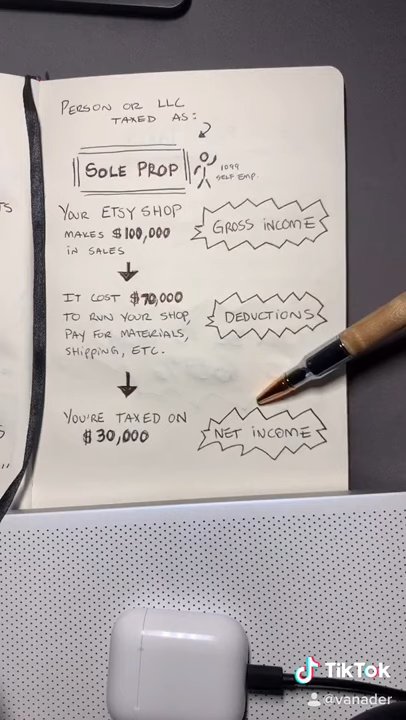 PERSON OR LLC
TAXED AS:
SOLE PROP
1099
SELF EMP.
YOUR ETSY SHOP
MAKES $100,000
IN SALES
GROSS INCOME
IT COST $70,000
TO RUN YOUR SHOP,
PAY FOR MATERIALS,
SHIPPING, ETC.
DEDUCTIONS
YOU'RE TAXED ON
$30,000
NET INCOME
TikTok
@vanader